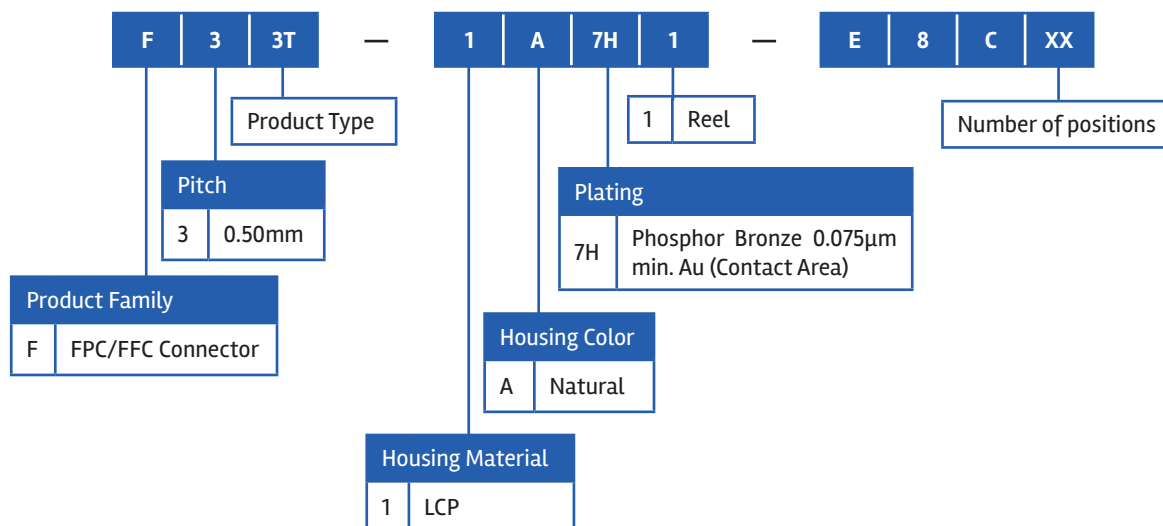 F 3 3T — 1 A 7H 1 — E 8 C XX
Product Type
1 Reel
Number of positions
Pitch
3 0.50mm
Plating
7H Phosphor Bronze 0.075µm
min. Au (Contact Area)
Product Family
F FPC/FFC Connector
Housing Color
A Natural
Housing Material
1 LCP